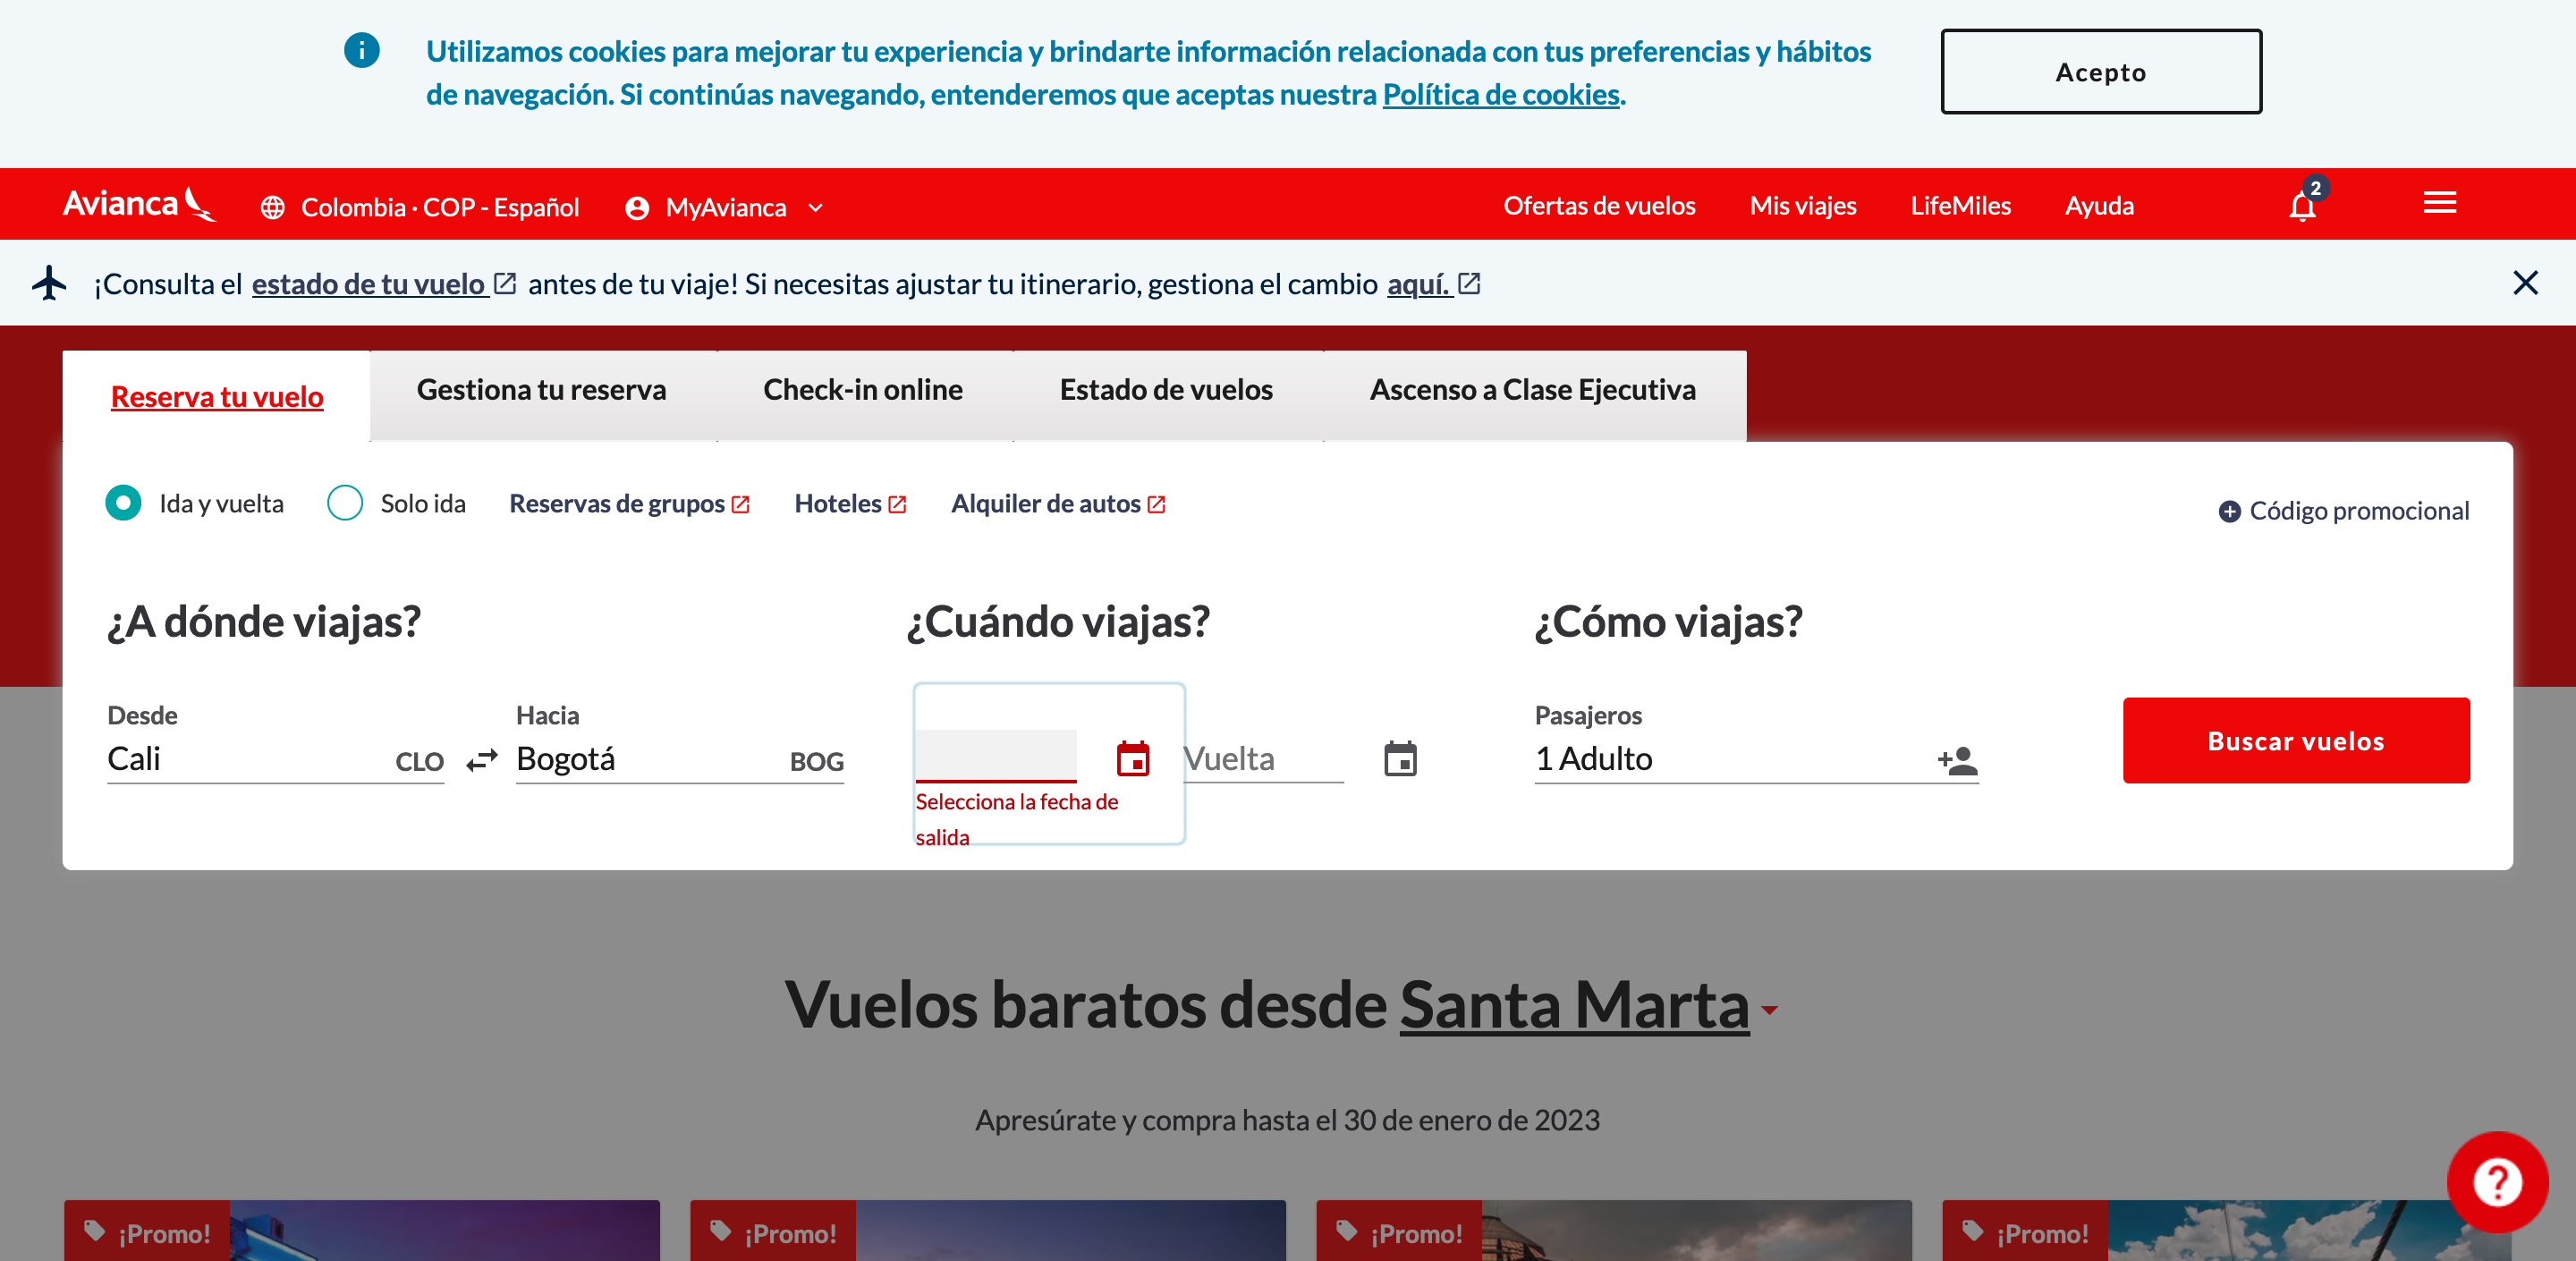 Utilizamos cookies para mejorar tu experiencia y brindarte información relacionada con tus preferencias y hábitos
de navegación. Si continúas navegando, entenderemos que aceptas nuestra Política de cookies.
Acepto
Avianca
Colombia · COP - Español
MyAvianca
Ofertas de vuelos
Mis viajes
LifeMiles
Ayuda
2
¡Consulta el estado de tu vuelo antes de tu viaje! Si necesitas ajustar tu itinerario, gestiona el cambio aquí.
Reserva tu vuelo
Gestiona tu reserva
Check-in online
Estado de vuelos
Ascenso a Clase Ejecutiva
Ida y vuelta
Solo ida
Reservas de grupos
Hoteles
Alquiler de autos
Código promocional
¿A dónde viajas?
¿Cuándo viajas?
¿Cómo viajas?
Desde
Cali
CLO
Hacia
Bogotá
BOG
Selecciona la fecha de
salida
Vuelta
Pasajeros
1 Adulto
Buscar vuelos
Vuelos baratos desde Santa Marta
Apresúrate y compra hasta el 30 de enero de 2023
¡Promo!
¡Promo!
¡Promo!
¡Promo!